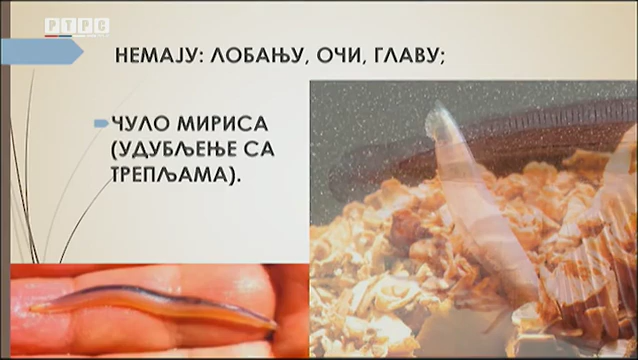 РТРС
НЕМАЈУ: ЛОБАЊУ, ОЧИ, ГЛАВУ;
ЧУЛО МИРИСА
(УДУБЉЕЊЕ СА
ТРЕПЉАМА).